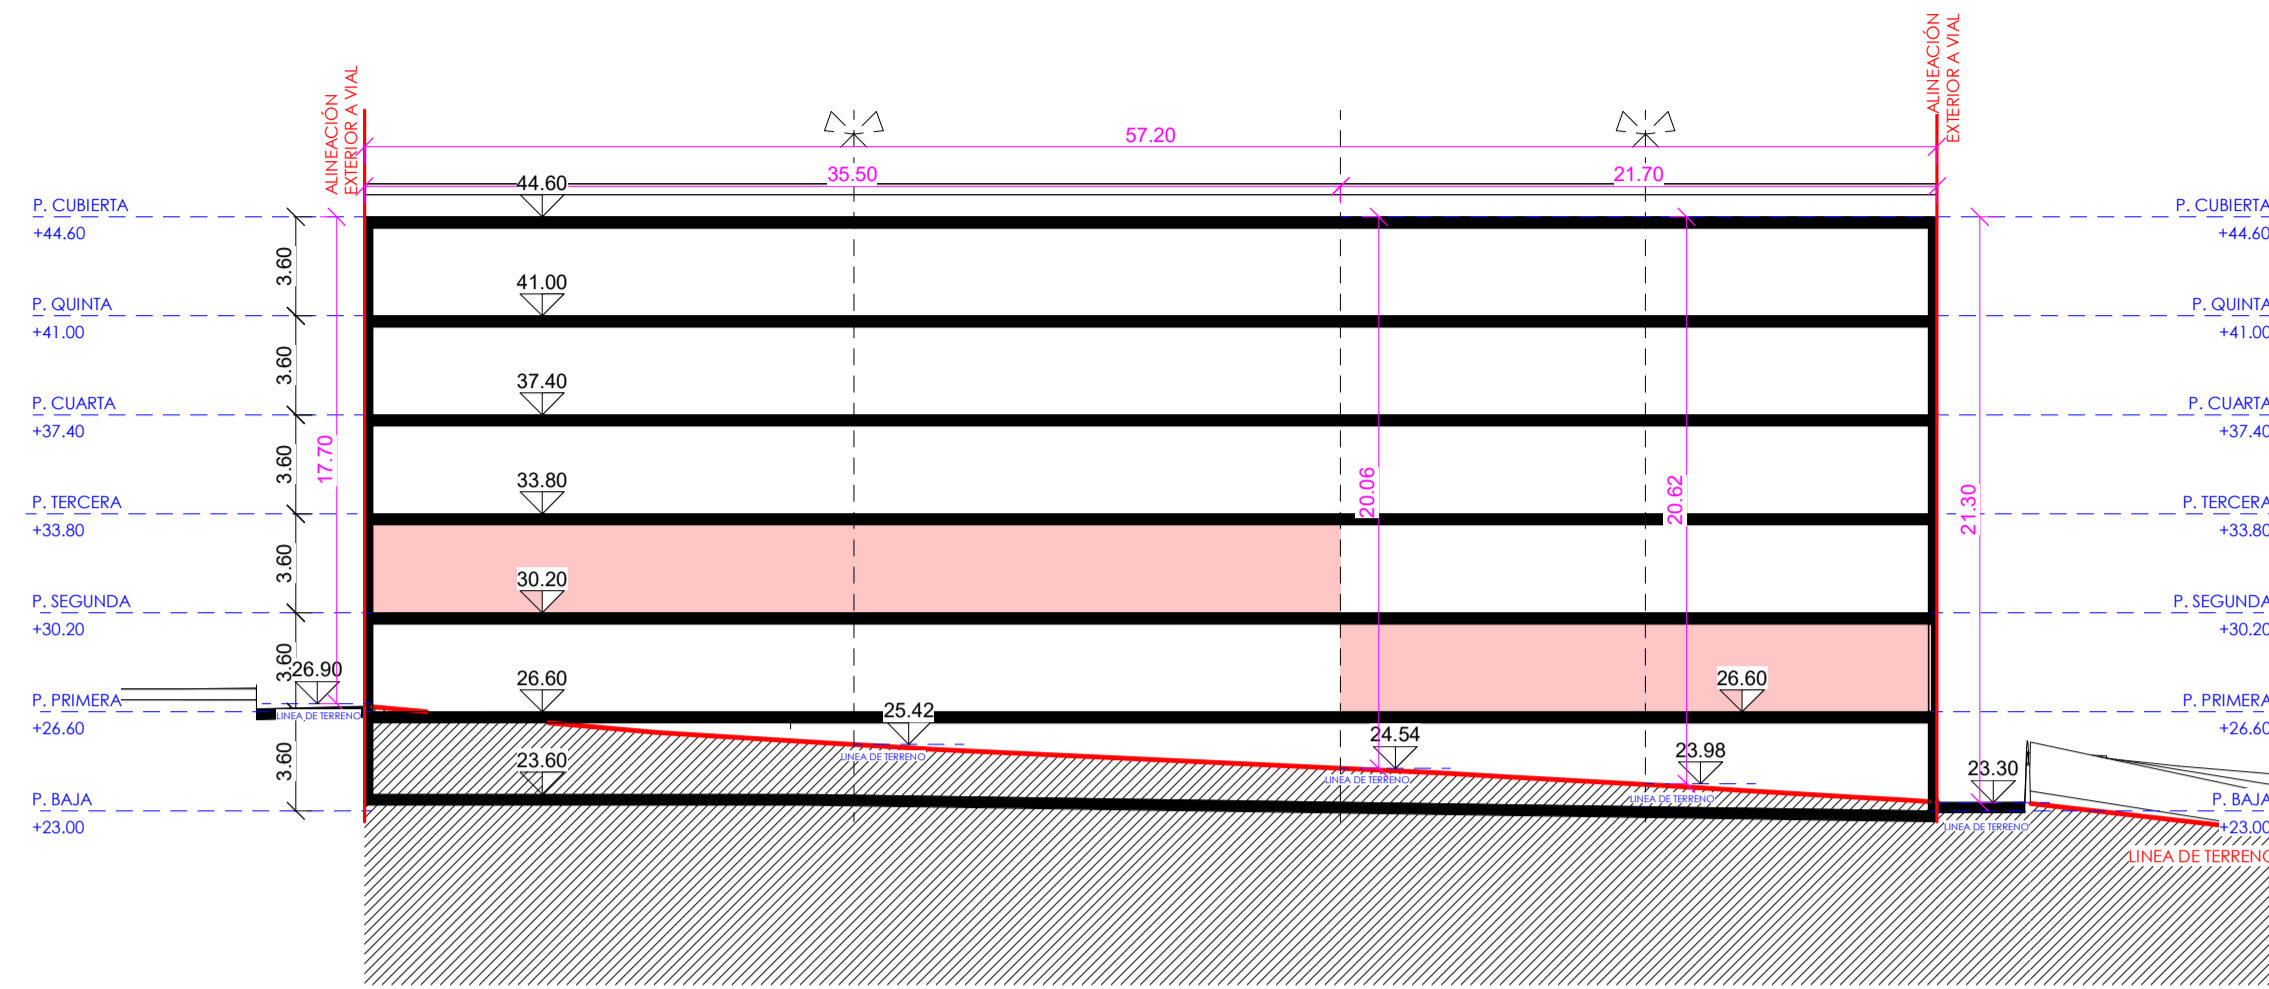 ALINEACIÓN
EXTERIOR A VIAL
ALINEACIÓN
EXTERIOR A VIAL
57.20
35.50
21.70
44.60
P. CUBIERTA
+44.60
P. CUBIERTA
+44.60
3.60
41.00
P. QUINTA
+41.00
P. QUINTA
+41.00
3.60
37.40
P. CUARTA
+37.40
P. CUARTA
+37.40
17.70
3.60
33.80
20.06
20.62
21.30
P. TERCERA
+33.80
P. TERCERA
+33.80
3.60
30.20
P. SEGUNDA
+30.20
P. SEGUNDA
+30.20
3.60
26.90
26.60
26.60
P. PRIMERA
+26.60
P. PRIMERA
+26.60
LINEA DE TERRENO
25.42
LINEA DE TERRENO
24.54
LINEA DE TERRENO
23.98
LINEA DE TERRENO
3.60
23.60
23.30
P. BAJA
+23.00
P. BAJA
+23.00
LINEA DE TERRENO
LINEA DE TERRENO